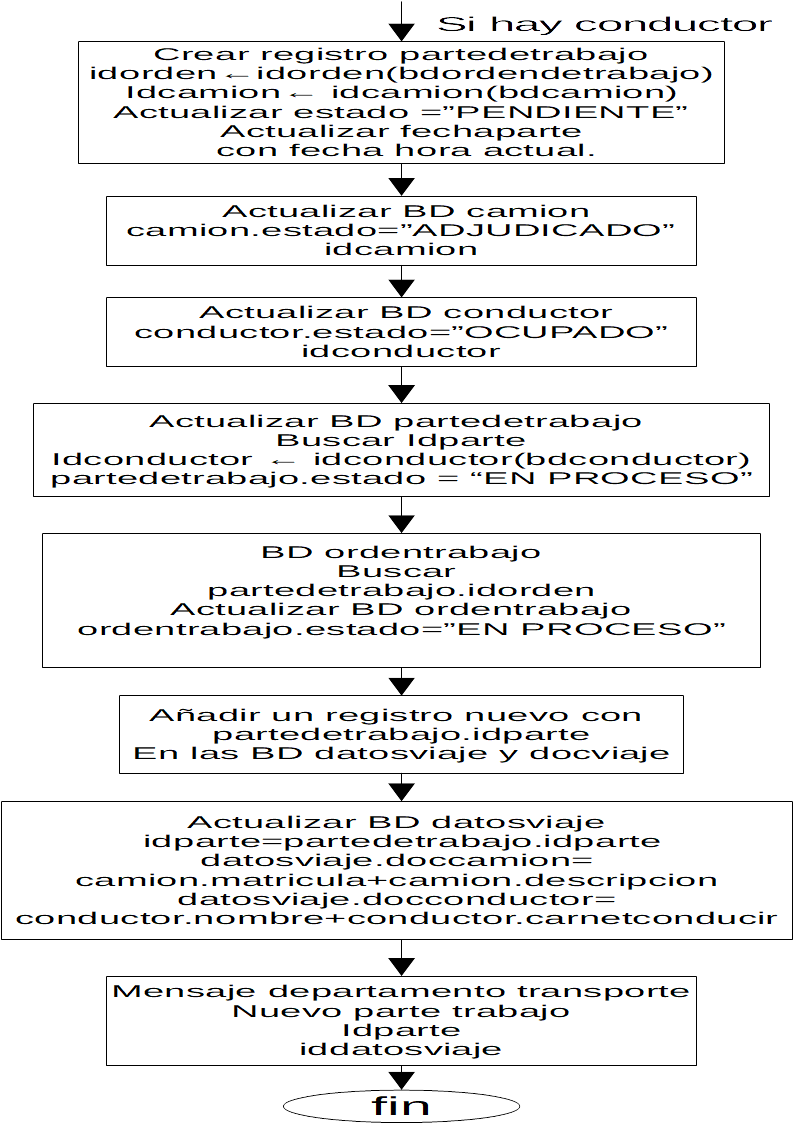 Si hay conductor
Crear registro partedetrabajo
idorden ← idorden(bdordendetrabajo)
Idcamion ← idcamion(bdcamion)
Actualizar estado =”PENDIENTE”
Actualizar fechaparte
con fecha hora actual.
Actualizar BD camion
camion.estado=”ADJUDICADO”
idcamion
Actualizar BD conductor
conductor.estado=”OCUPADO”
idconductor
Actualizar BD partedetrabajo
Buscar Idparte
Idconductor ← idconductor(bdconductor)
partedetrabajo.estado = “EN PROCESO”
BD ordentrabajo
Buscar
partedetrabajo.idorden
Actualizar BD ordentrabajo
ordentrabajo.estado=”EN PROCESO”
Añadir un registro nuevo con
partedetrabajo.idparte
En las BD datosviaje y docviaje
Actualizar BD datosviaje
idparte=partedetrabajo.idparte
datosviaje.doccamion=
camion.matricula+camion.descripcion
datosviaje.docconductor=
conductor.nombre+conductor.carnetconducir
Mensaje departamento transporte
Nuevo parte trabajo
Idparte
iddatosviaje
fin